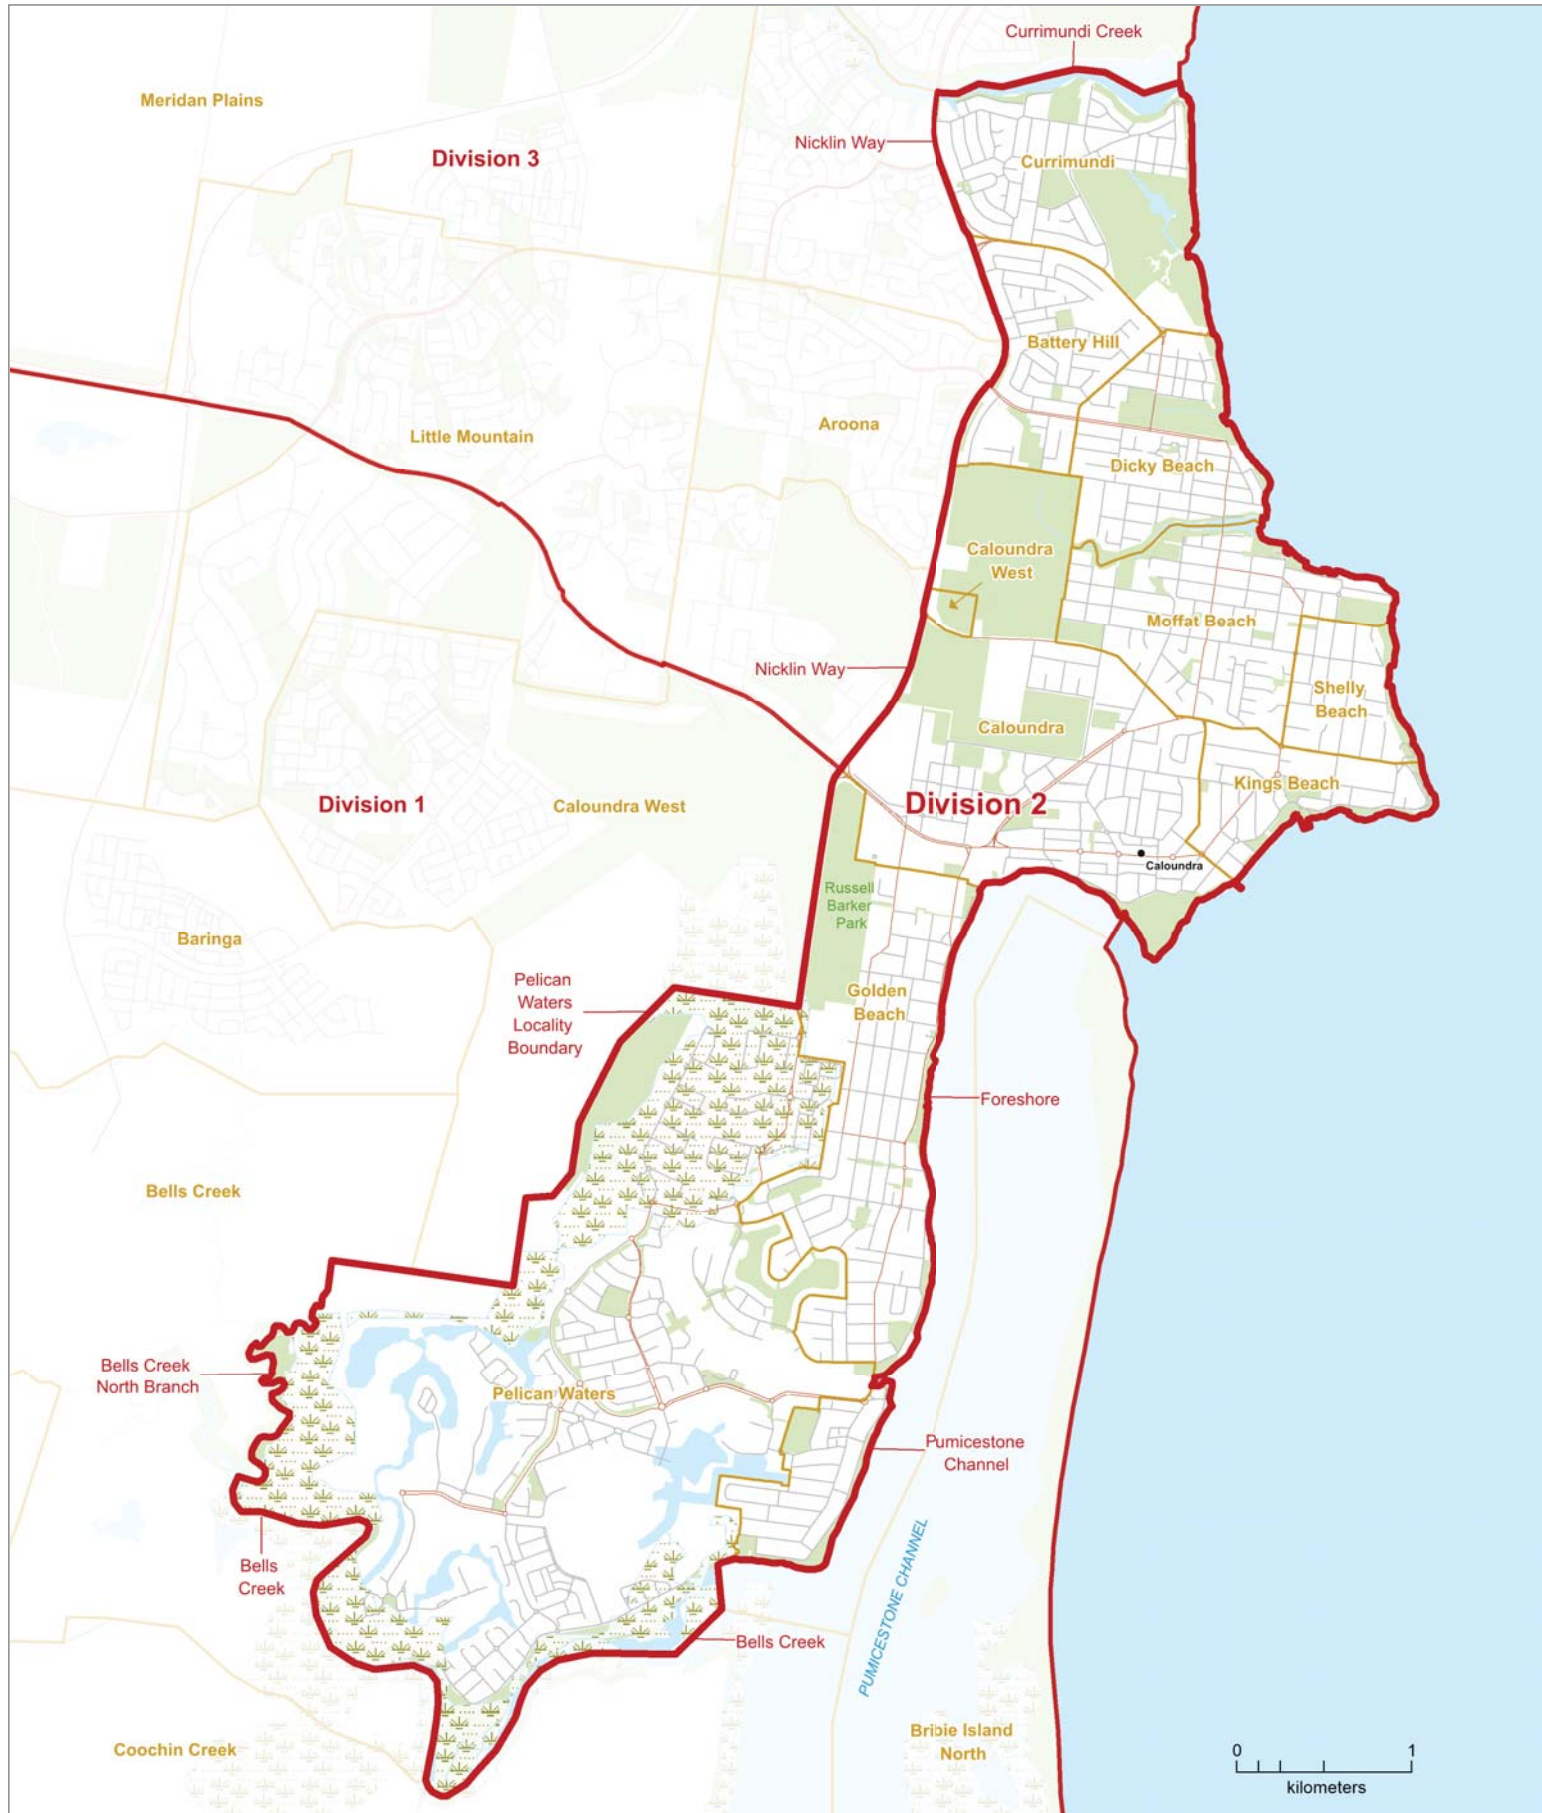 Currimundi Creek
Meridan Plains
Nicklin Way
Division 3
Currimundi
Battery Hill
Aroona
Little Mountain
Dicky Beach
Caloundra
West
Moffat Beach
Nicklin Way
Shelly
Beach
Caloundra
Kings Beach
Division 1
Caloundra West
Division 2
Caloundra
Russell
Barker
Park
Baringa
Pelican
Waters
Locality
Boundary
Golden
Beach
Foreshore
Bells Creek
Bells Creek
North Branch
Pelican Waters
Pumicestone
Channel
Bells
Creek
PUMICESTONE CHANNEL
Bells Creek
Bribie Island
North
Coochin Creek
0 1
kilometers